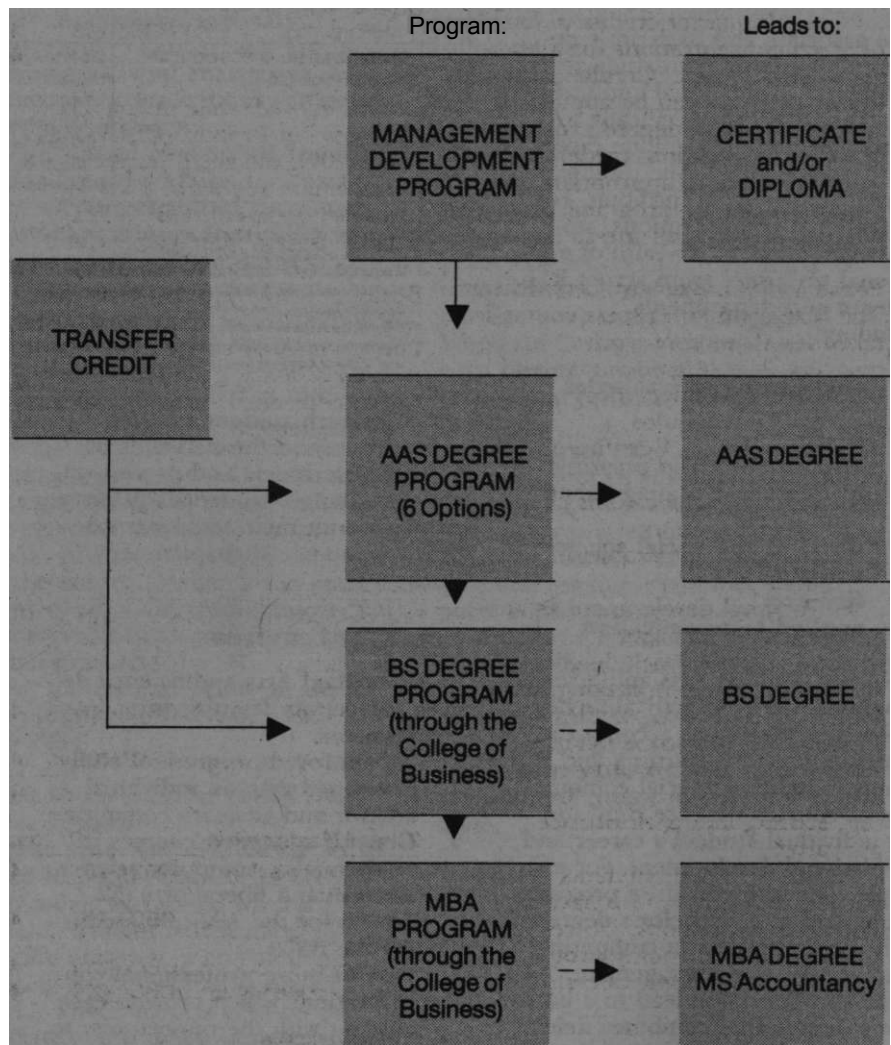 Program:
Leads to:
MANAGEMENT
DEVELOPMENT
PROGRAM
CERTIFICATE
and/or
DIPLOMA
TRANSFER
CREDIT
AAS DEGREE
PROGRAM
(6 Options)
AAS DEGREE
BS DEGREE
PROGRAM
(through the
College of
Business)
BS DEGREE
MBA
PROGRAM
(through the
College of
Business)
MBA DEGREE
MS Accountancy